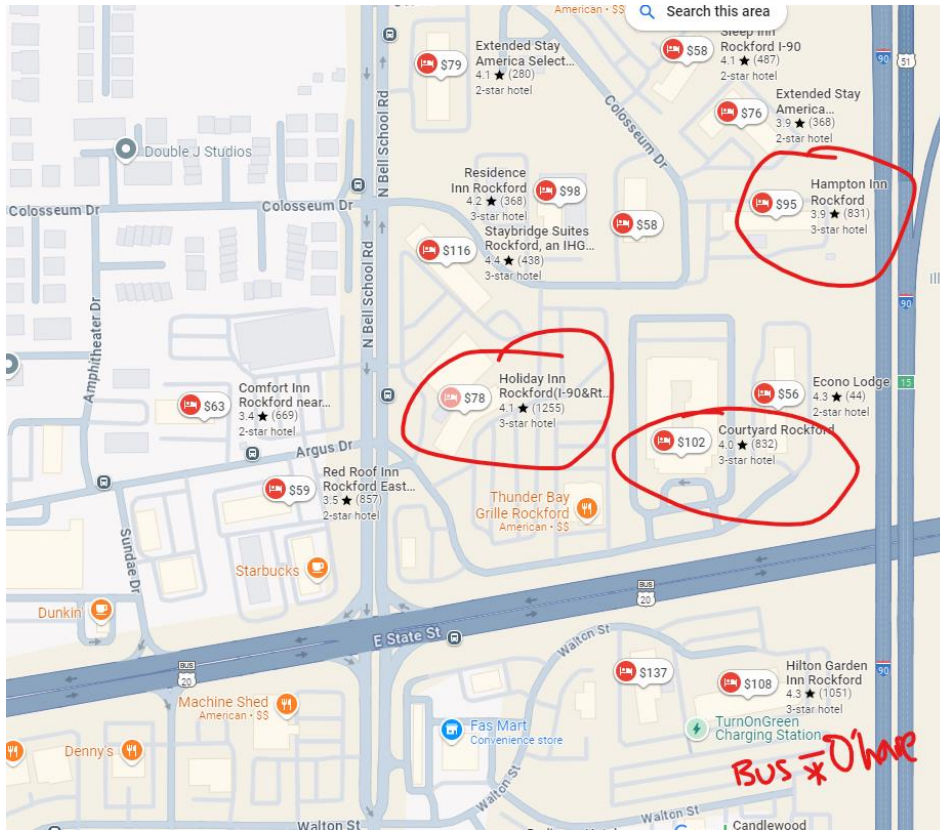 American · $$
Search this area
Sleep Inn
Rockford I-90
4.1 ★ (487)
2-star hotel
$58
Extended Stay
America Select...
4.1 ★ (280)
2-star hotel
$79
90
51
Extended Stay
America...
3.9 ★ (368)
2-star hotel
$76
N Bell School Rd
Colosseum Dr
Double J Studios
Residence
Inn Rockford
4.2 ★ (368)
3-star hotel
$98
Hampton Inn
Rockford
3.9 ★ (831)
3-star hotel
$95
Colosseum Dr
Colosseum Dr
Staybridge Suites
Rockford, an IHG...
4.4 ★ (438)
3-star hotel
$116
$58
N Bell School Rd
90
Ill
Amphitheater Dr
Comfort Inn
Rockford near...
3.4 ★ (669)
2-star hotel
$63
Holiday Inn
Rockford(I-90&Rt...
4.1 ★ (1255)
3-star hotel
$78
15
Econo Lodge
4.3 ★ (44)
2-star hotel
$56
Courtyard Rockford
4.0 ★ (832)
3-star hotel
$102
Argus Dr
Red Roof Inn
Rockford East...
3.5 ★ (857)
2-star hotel
$59
Thunder Bay
Grille Rockford
American · $$
Sundae Dr
Starbucks
Dunkin'
BUS
20
E State St
BUS
20
Walton St
Machine Shed
American · $$
$137
Hilton Garden
Inn Rockford
4.3 ★ (1051)
3-star hotel
$108
90
Denny's
Fas Mart
Convenience store
TurnOnGreen
Charging Station
BUS – O'hare
*
Walton St
Walton St
Walton St
Candlewood